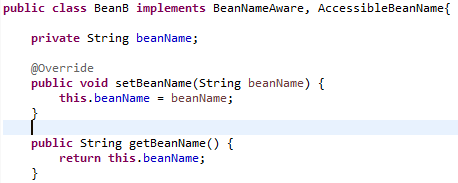 public class BeanB implements BeanNameAware, AccessibleBeanName{
private String beanName;
@Override
public void setBeanName(String beanName) {
this.beanName = beanName;
}
public String getBeanName() {
return this.beanName;
}